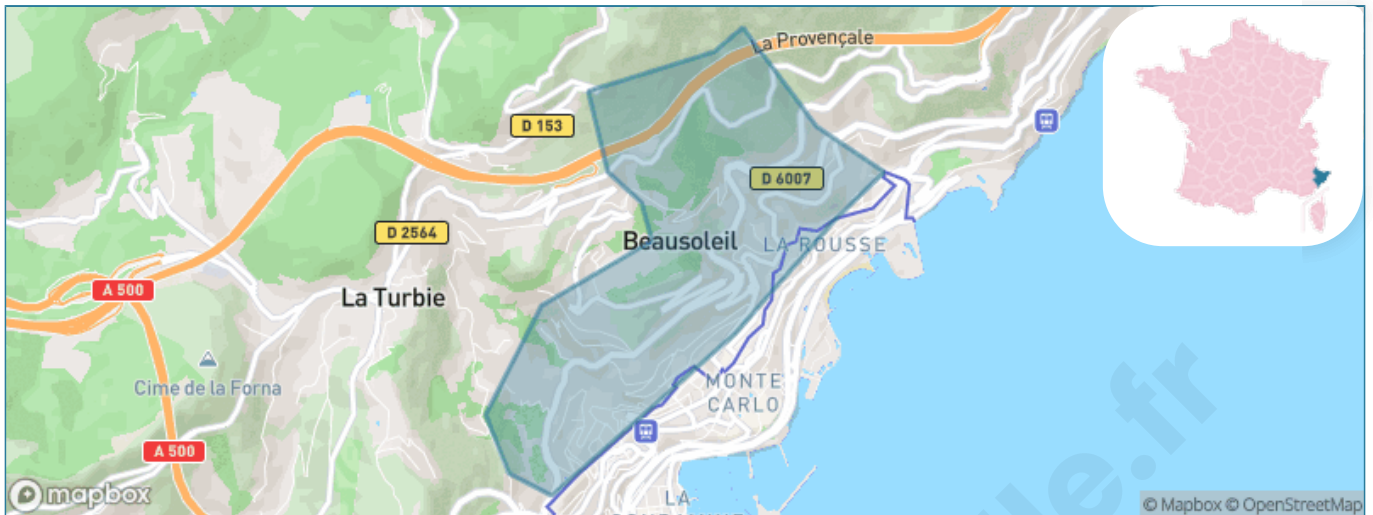 La Provençale
D 153
D 6007
D 2564
Beausoleil
LA ROUSSE
A 500
La Turbie
Cime de la Forna
MONTE
CARLO
A 500
LA
mapbox
© Mapbox © OpenStreetMap